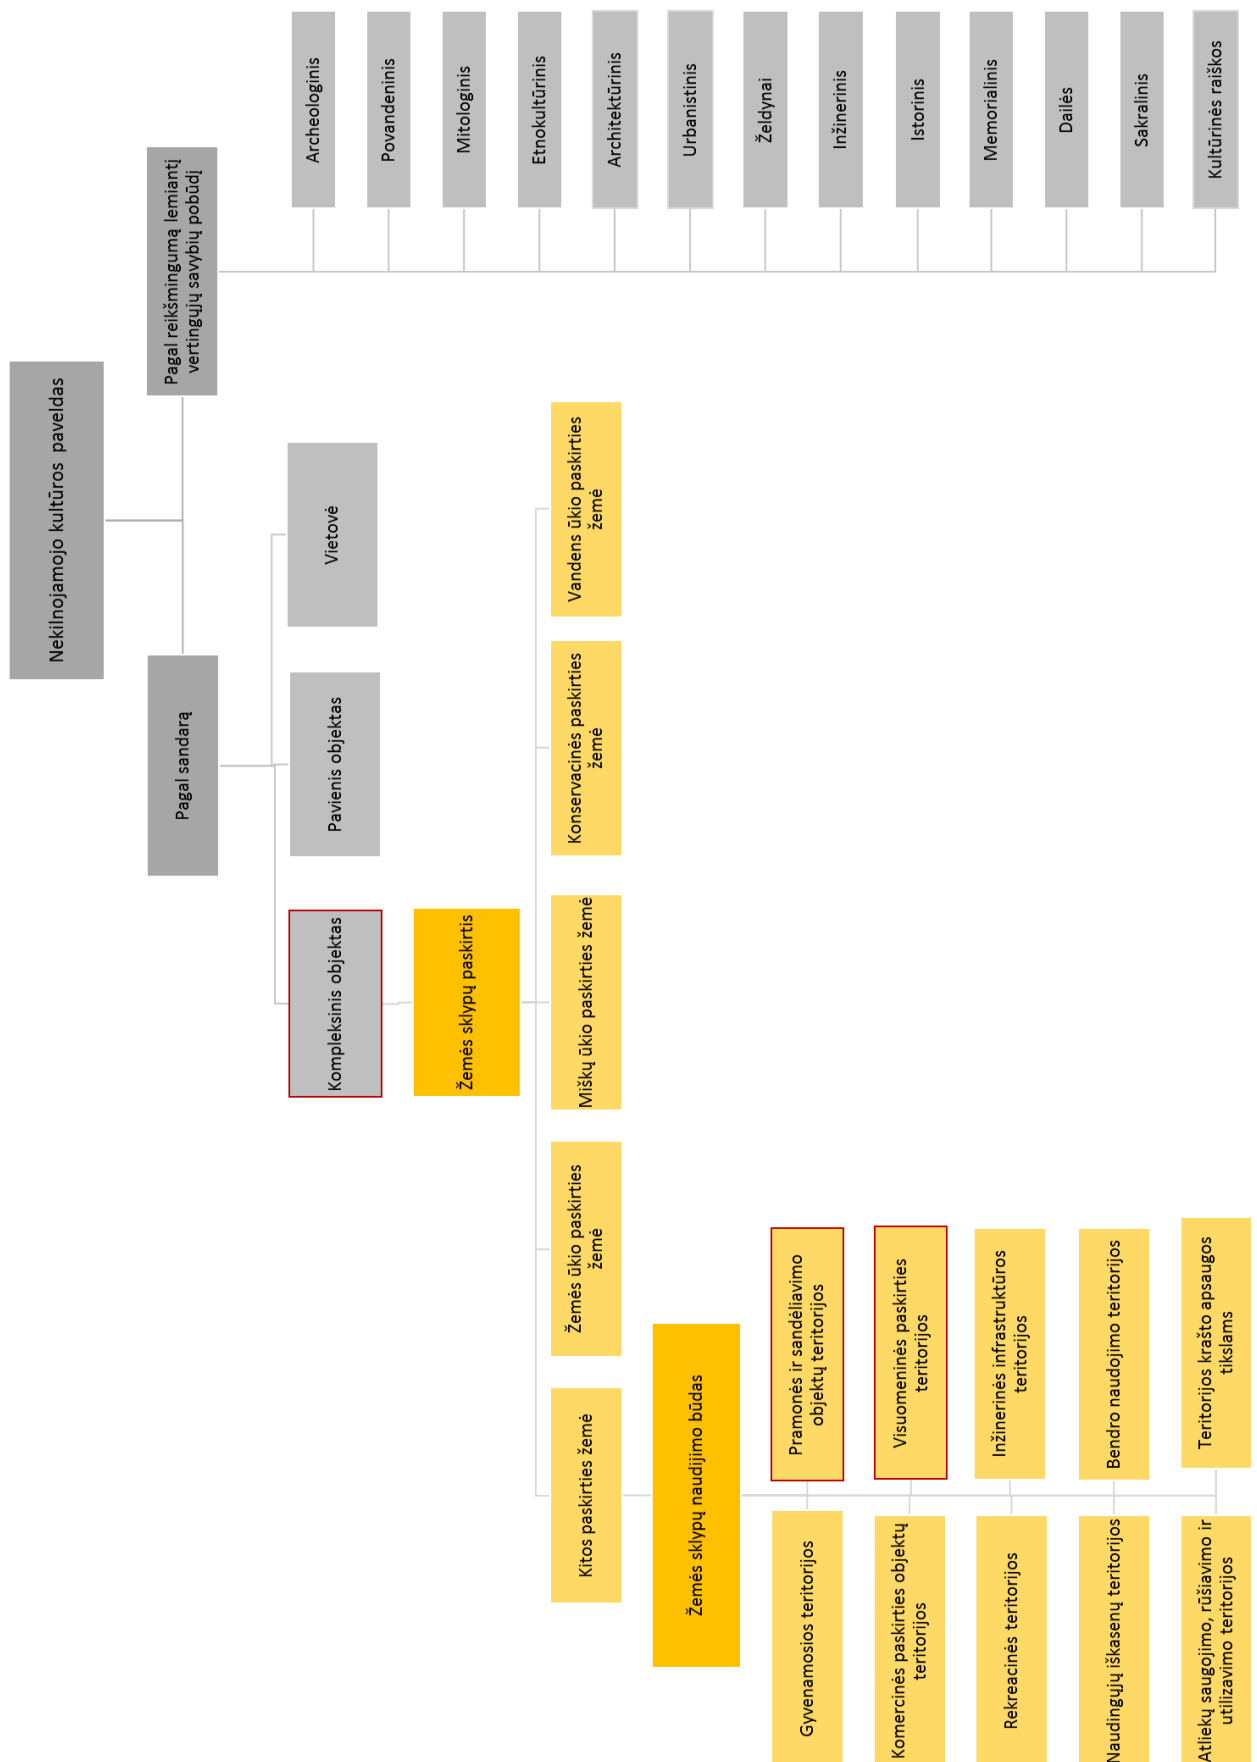 Nekilnojamojo kultūros paveldas
Pagal sandarą
Pagal reikšmingumą lemiantį
vertingųjų savybių pobūdį
Kompleksinis objektas
Pavienis objektas
Vietovė
Archeologinis
Povandeninis
Mitologinis
Etnokultūrinis
Architektūrinis
Urbanistinis
Želdynai
Inžinerinis
Istorinis
Memorialinis
Dailės
Sakralinis
Kultūrinės raiškos
Žemės sklypų paskirtis
Kitos paskirties žemė
Žemės ūkio paskirties
žemė
Miškų ūkio paskirties žemė
Konservacinės paskirties
žemė
Vandens ūkio paskirties
žemė
Žemės sklypų naudijimo būdas
Gyvenamosios teritorijos
Pramonės ir sandėliavimo
objektų teritorijos
Komercinės paskirties objektų
teritorijos
Visuomeninės paskirties
teritorijos
Rekreacinės teritorijos
Inžinerinės infrastruktūros
teritorijos
Naudingųjų iškasenų teritorijos
Bendro naudojimo teritorijos
Atliekų saugojimo, rūšiavimo ir
utilizavimo teritorijos
Teritorijos krašto apsaugos
tikslams